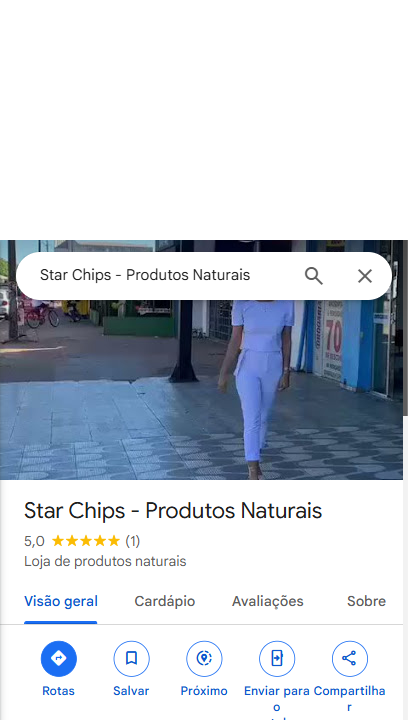 Star Chips - Produtos Naturais
70
Star Chips - Produtos Naturais
5,0 ★★★★★ (1)
Loja de produtos naturais
Visão geral Cardápio Avaliações Sobre
Rotas Salvar Próximo Enviar para o Compartilhar